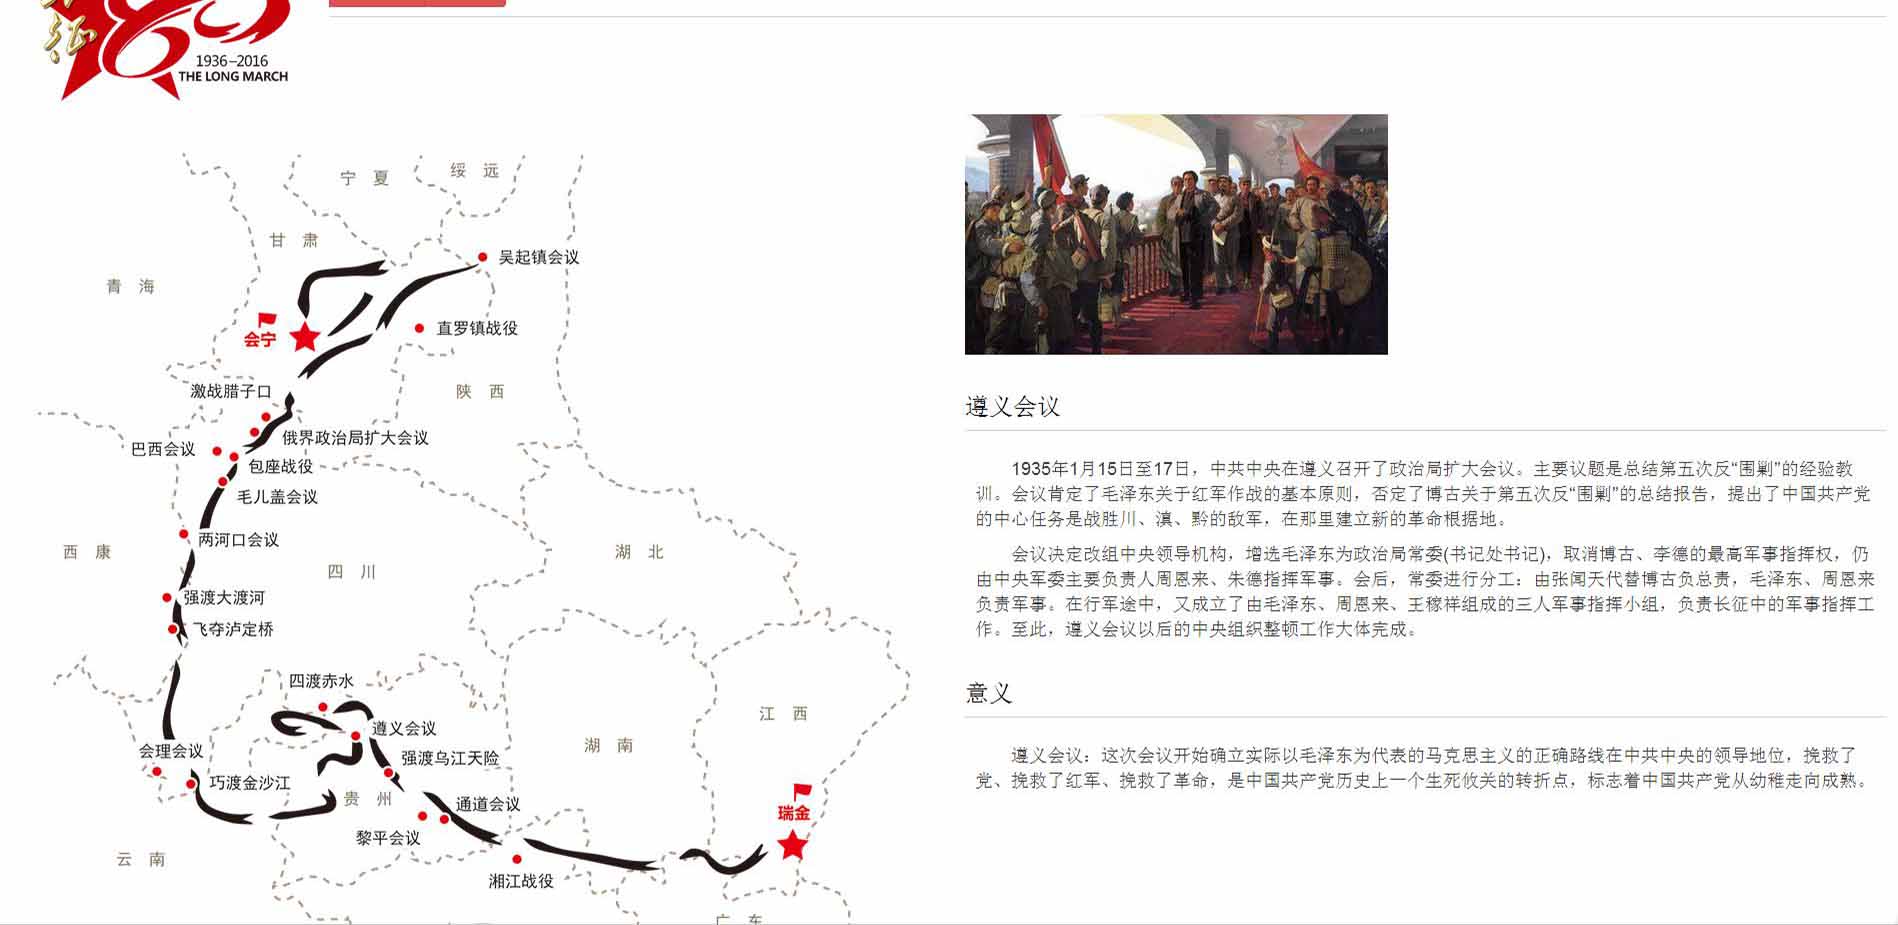 征
1936–2016
THE LONG MARCH
宁 夏
绥 远
甘 肃
吴起镇会议
青 海
会宁
直罗镇战役
激战腊子口
陕 西
俄界政治局扩大会议
巴西会议
包座战役
毛儿盖会议
两河口会议
西 康
四 川
湖 北
强渡大渡河
飞夺泸定桥
四渡赤水
遵义会议
江 西
会理会议
强渡乌江天险
湖 南
巧渡金沙江
贵 州
通道会议
瑞金
黎平会议
云 南
湘江战役
广 东
遵义会议
1935年1月15日至17日，中共中央在遵义召开了政治局扩大会议。主要议题是总结第五次反“围剿”的经验教
训。会议肯定了毛泽东关于红军作战的基本原则，否定了博古关于第五次反“围剿”的总结报告，提出了中国共产党
的中心任务是战胜川、滇、黔的敌军，在那里建立新的革命根据地。
会议决定改组中央领导机构，增选毛泽东为政治局常委(书记处书记)，取消博古、李德的最高军事指挥权，仍
由中央军委主要负责人周恩来、朱德指挥军事。会后，常委进行分工：由张闻天代替博古负总责，毛泽东、周恩来
负责军事。在行军途中，又成立了由毛泽东、周恩来、王稼祥组成的三人军事指挥小组，负责长征中的军事指挥工
作。至此，遵义会议以后的中央组织整顿工作大体完成。
意义
遵义会议：这次会议开始确立实际以毛泽东为代表的马克思主义的正确路线在中共中央的领导地位，挽救了
党、挽救了红军、挽救了革命，是中国共产党历史上一个生死攸关的转折点，标志着中国共产党从幼稚走向成熟。